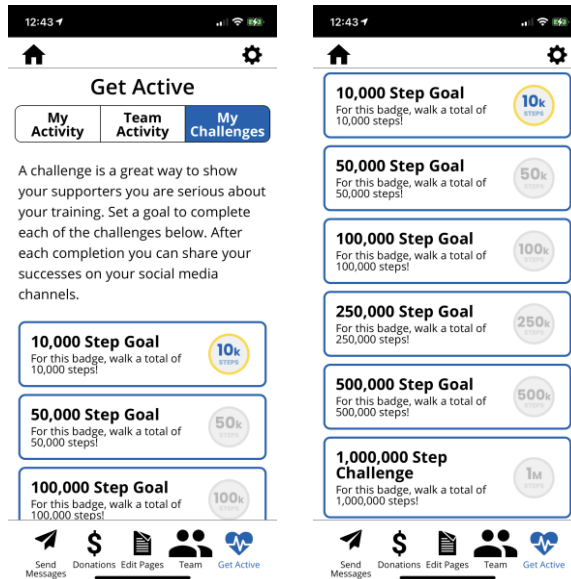 12:43
Get Active
My Activity
Team Activity
My Challenges
A challenge is a great way to show
your supporters you are serious about
your training. Set a goal to complete
each of the challenges below. After
each completion you can share your
successes on your social media
channels.
10,000 Step Goal
For this badge, walk a total of
10,000 steps!
10k
STEPS
50,000 Step Goal
For this badge, walk a total of
50,000 steps!
50k
STEPS
100,000 Step Goal
For this badge, walk a total of
100,000 steps!
100k
Send
Messages
Donations
Edit Pages
Team
Get Active
12:43
10,000 Step Goal
For this badge, walk a total of
10,000 steps!
10k
STEPS
50,000 Step Goal
For this badge, walk a total of
50,000 steps!
50k
STEPS
100,000 Step Goal
For this badge, walk a total of
100,000 steps!
100k
STEPS
250,000 Step Goal
For this badge, walk a total of
250,000 steps!
250k
STEPS
500,000 Step Goal
For this badge, walk a total of
500,000 steps!
500k
STEPS
1,000,000 Step
Challenge
For this badge, walk a total of
1,000,000 steps!
1M
STEPS
Send
Messages
Donations
Edit Pages
Team
Get Active